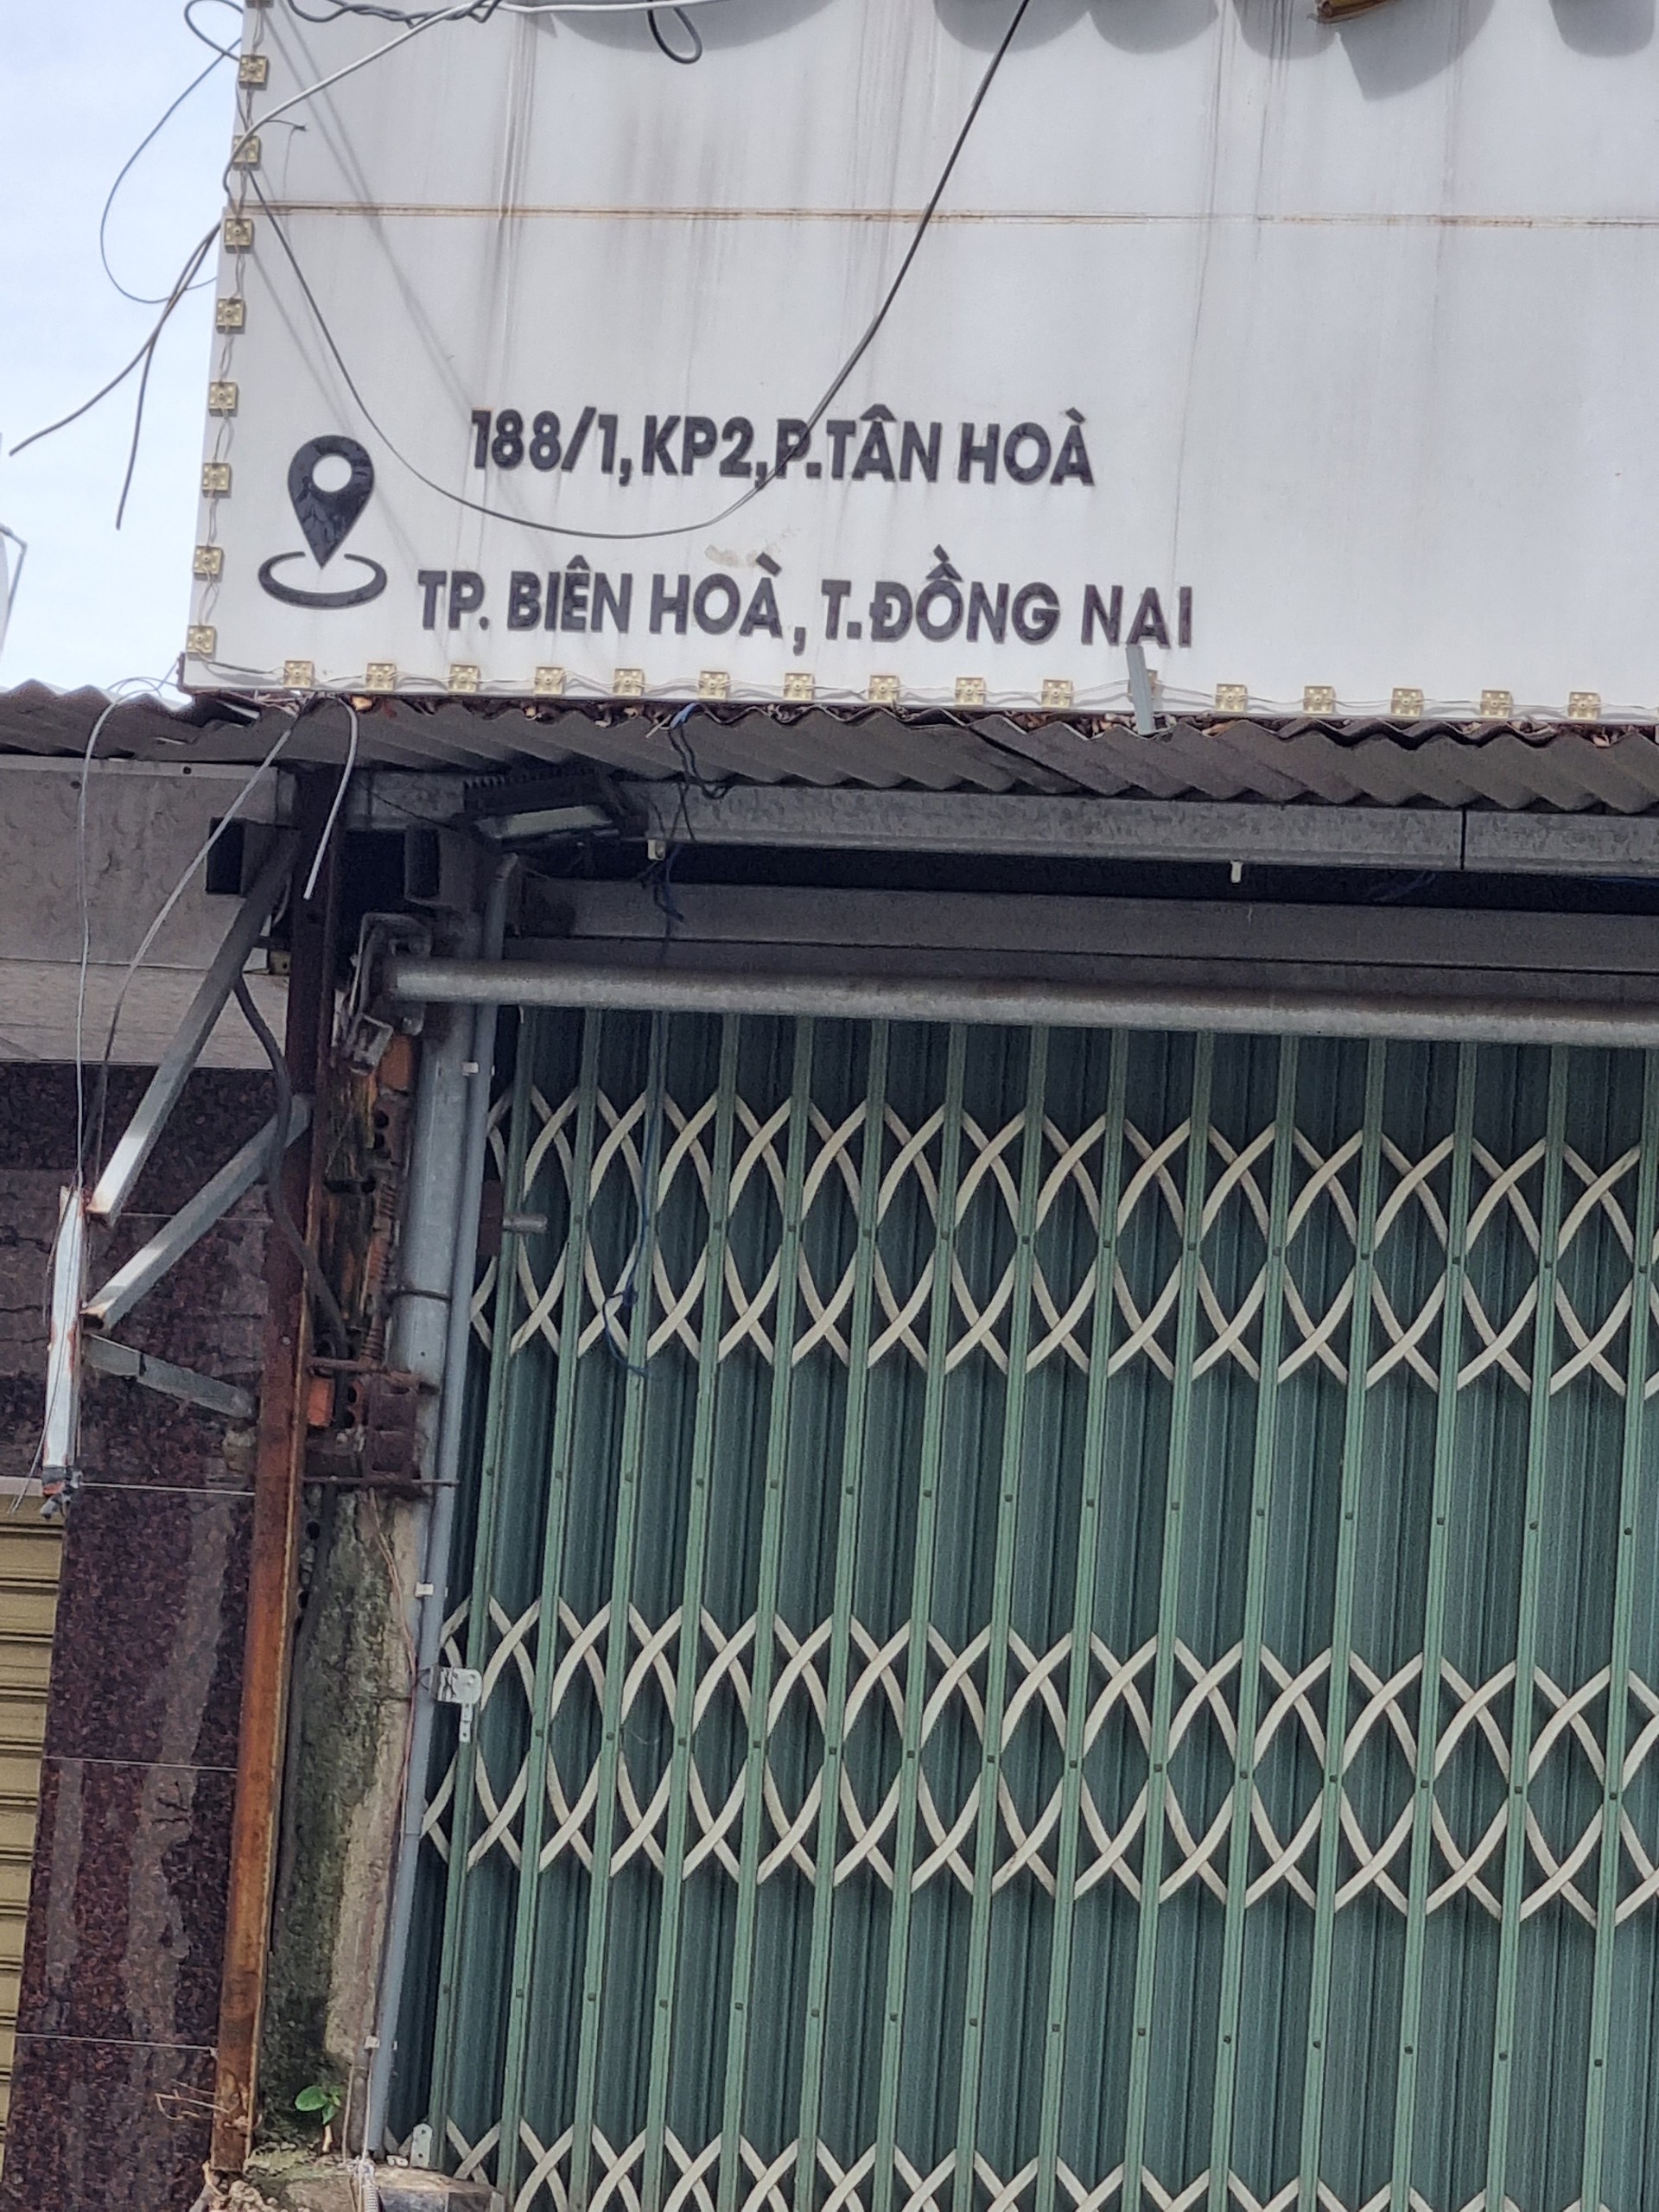 188/1, KP2, P.TÂN HOÀ
TP. BIÊN HOÀ, T.ĐỒNG NAI